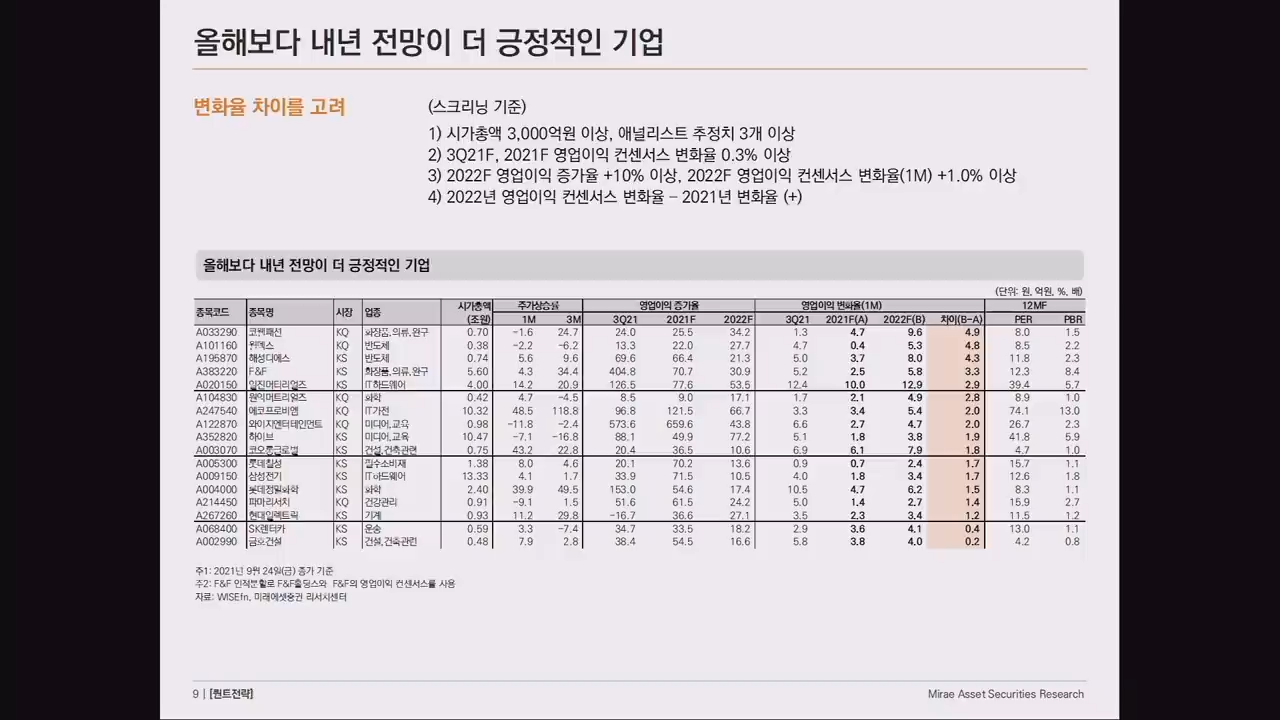 올해보다 내년 전망이 더 긍정적인 기업
변화율 차이를 고려
(스크리닝 기준)
1) 시가총액 3,000억원 이상, 애널리스트 추정치 3개 이상
2) 3Q21F, 2021F 영업이익 컨센서스 변화율 0.3% 이상
3) 2022F 영업이익 증가율 +10% 이상, 2022F 영업이익 컨센서스 변화율(1M) +1.0% 이상
4) 2022년 영업이익 컨센서스 변화율 – 2021년 변화율 (+)
올해보다 내년 전망이 더 긍정적인 기업
(단위: 원, 억원, %, 배)
종목코드 종목명 시장 업종 시가총액 (조원) 주가상승률 영업이익 증가율 영업이익 변화율(1M) 12MF
1M 3M 3Q21 2021F 2022F 3Q21 2021F(A) 2022F(B) 차이(B-A) PER PBR
A033290 코웰패션 KQ 화장품,의류,완구 0.70 -1.6 24.7 24.0 25.5 34.2 1.3 4.7 9.6 4.9 8.0 1.5
A101160 월덱스 KQ 반도체 0.38 -2.2 -6.2 13.3 22.0 27.7 4.7 0.4 5.3 4.8 8.5 2.2
A195870 해성디에스 KS 반도체 0.74 5.6 9.6 69.6 66.4 21.3 5.0 3.7 8.0 4.3 11.8 2.3
A383220 F&F KS 화장품,의류,완구 5.60 4.3 34.4 404.8 70.7 30.9 5.2 2.5 5.8 3.3 12.3 8.4
A020150 일진머티리얼즈 KS IT하드웨어 4.00 14.2 20.9 126.5 77.6 53.5 12.4 10.0 12.9 2.9 39.4 5.7
A104830 원익머트리얼즈 KQ 화학 0.42 4.7 -4.5 8.5 9.0 17.1 1.7 2.1 4.9 2.8 8.9 1.0
A247540 에코프로비엠 KQ IT가전 10.32 48.5 118.8 96.8 121.5 66.7 3.3 3.4 5.4 2.0 74.1 13.0
A122870 와이지엔터테인먼트 KQ 미디어,교육 0.98 -11.8 -2.4 573.6 659.6 43.8 6.6 2.7 4.7 2.0 26.7 2.3
A352820 하이브 KS 미디어,교육 10.47 -7.1 -16.8 88.1 49.9 77.2 5.1 1.8 3.8 1.9 41.8 5.9
A003070 코오롱글로벌 KS 건설,건축관련 0.75 43.2 22.8 20.4 36.5 10.6 6.9 6.1 7.9 1.8 4.7 1.0
A005300 롯데칠성 KS 필수소비재 1.38 8.0 4.6 20.1 70.2 13.6 0.9 0.7 2.4 1.7 15.7 1.1
A009150 삼성전기 KS IT하드웨어 13.33 4.1 1.7 33.9 71.5 10.5 4.0 1.8 3.4 1.7 12.6 1.8
A004000 롯데정밀화학 KS 화학 2.40 39.9 49.5 153.0 54.6 17.4 10.5 4.7 6.2 1.5 8.3 1.1
A214450 파마리서치 KQ 건강관리 0.91 -9.1 1.5 51.6 61.5 24.2 5.0 1.4 2.7 1.4 15.9 2.7
A267260 현대일렉트릭 KS 기계 0.93 11.2 29.8 -16.7 36.6 27.1 3.5 2.3 3.4 1.2 11.5 1.2
A068400 SK렌터카 KS 운송 0.59 3.3 -7.4 34.7 33.5 18.2 2.9 3.6 4.1 0.4 13.0 1.1
A002990 금호건설 KS 건설,건축관련 0.48 7.9 2.8 38.4 54.5 16.6 5.8 3.8 4.0 0.2 4.2 0.8
주1: 2021년 9월 24일(금) 종가 기준
주2: F&F 인적분할로 F&F홀딩스와 F&F의 영업이익 컨센서스를 사용
자료: WISEfn, 미래에셋증권 리서치센터
9 | [퀀트전략]
Mirae Asset Securities Research